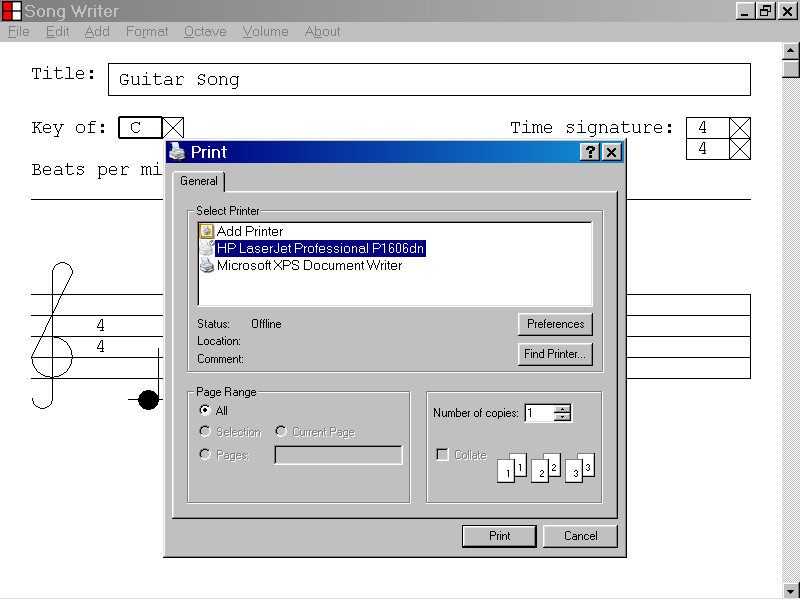 Song Writer
File Edit Add Format Octave Volume About
Title: Guitar Song
Key of: C
Time signature: 4
4
Beats per mi
4
4
Print
General
Select Printer
Add Printer
HP LaserJet Professional P1606dn
Microsoft XPS Document Writer
Status: Offline
Preferences
Location:
Find Printer...
Comment:
Page Range
All
Selection Current Page
Pages:
Number of copies: 1
Collate
1 1 2 2 3 3
Print Cancel